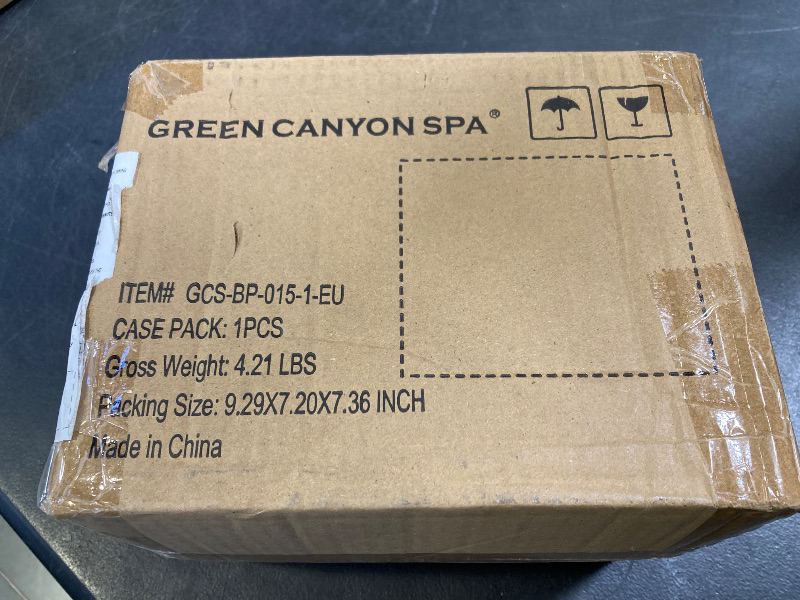 GREEN CANYON SPA®
ITEM# GCS-BP-015-1-EU
CASE PACK: 1PCS
Gross Weight: 4.21 LBS
Packing Size: 9.29X7.20X7.36 INCH
Made in China